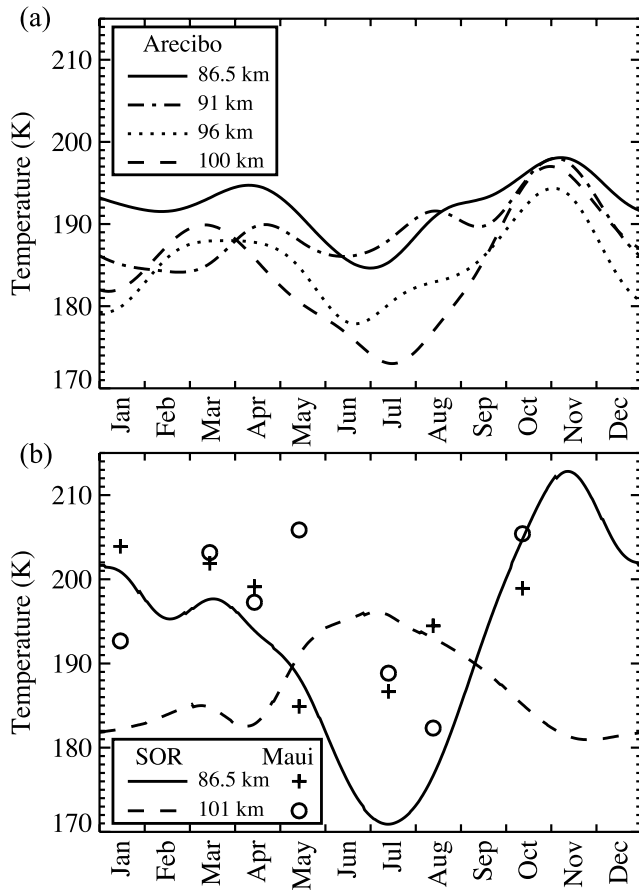 (a)
Arecibo
86.5 km
91 km
96 km
100 km
Temperature (K)
210
200
190
180
170
Jan Feb Mar Apr May Jun Jul Aug Sep Oct Nov Dec
(b)
Temperature (K)
210
200
190
180
170
SOR Maui
86.5 km
101 km
Jan Feb Mar Apr May Jun Jul Aug Sep Oct Nov Dec